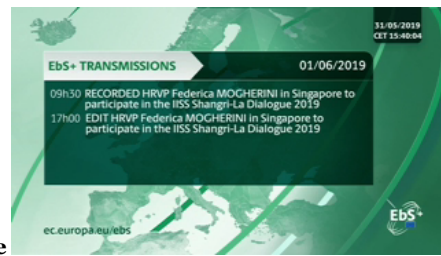 31/05/2019
CET 15:40:04
EbS+ TRANSMISSIONS
01/06/2019
09h30 RECORDED HRVP Federica MOGHERINI in Singapore to
participate in the IISS Shangri-La Dialogue 2019
17h00 EDIT HRVP Federica MOGHERINI in Singapore to
participate in the IISS Shangri-La Dialogue 2019
ec.europa.eu/ebs
EbS+
e